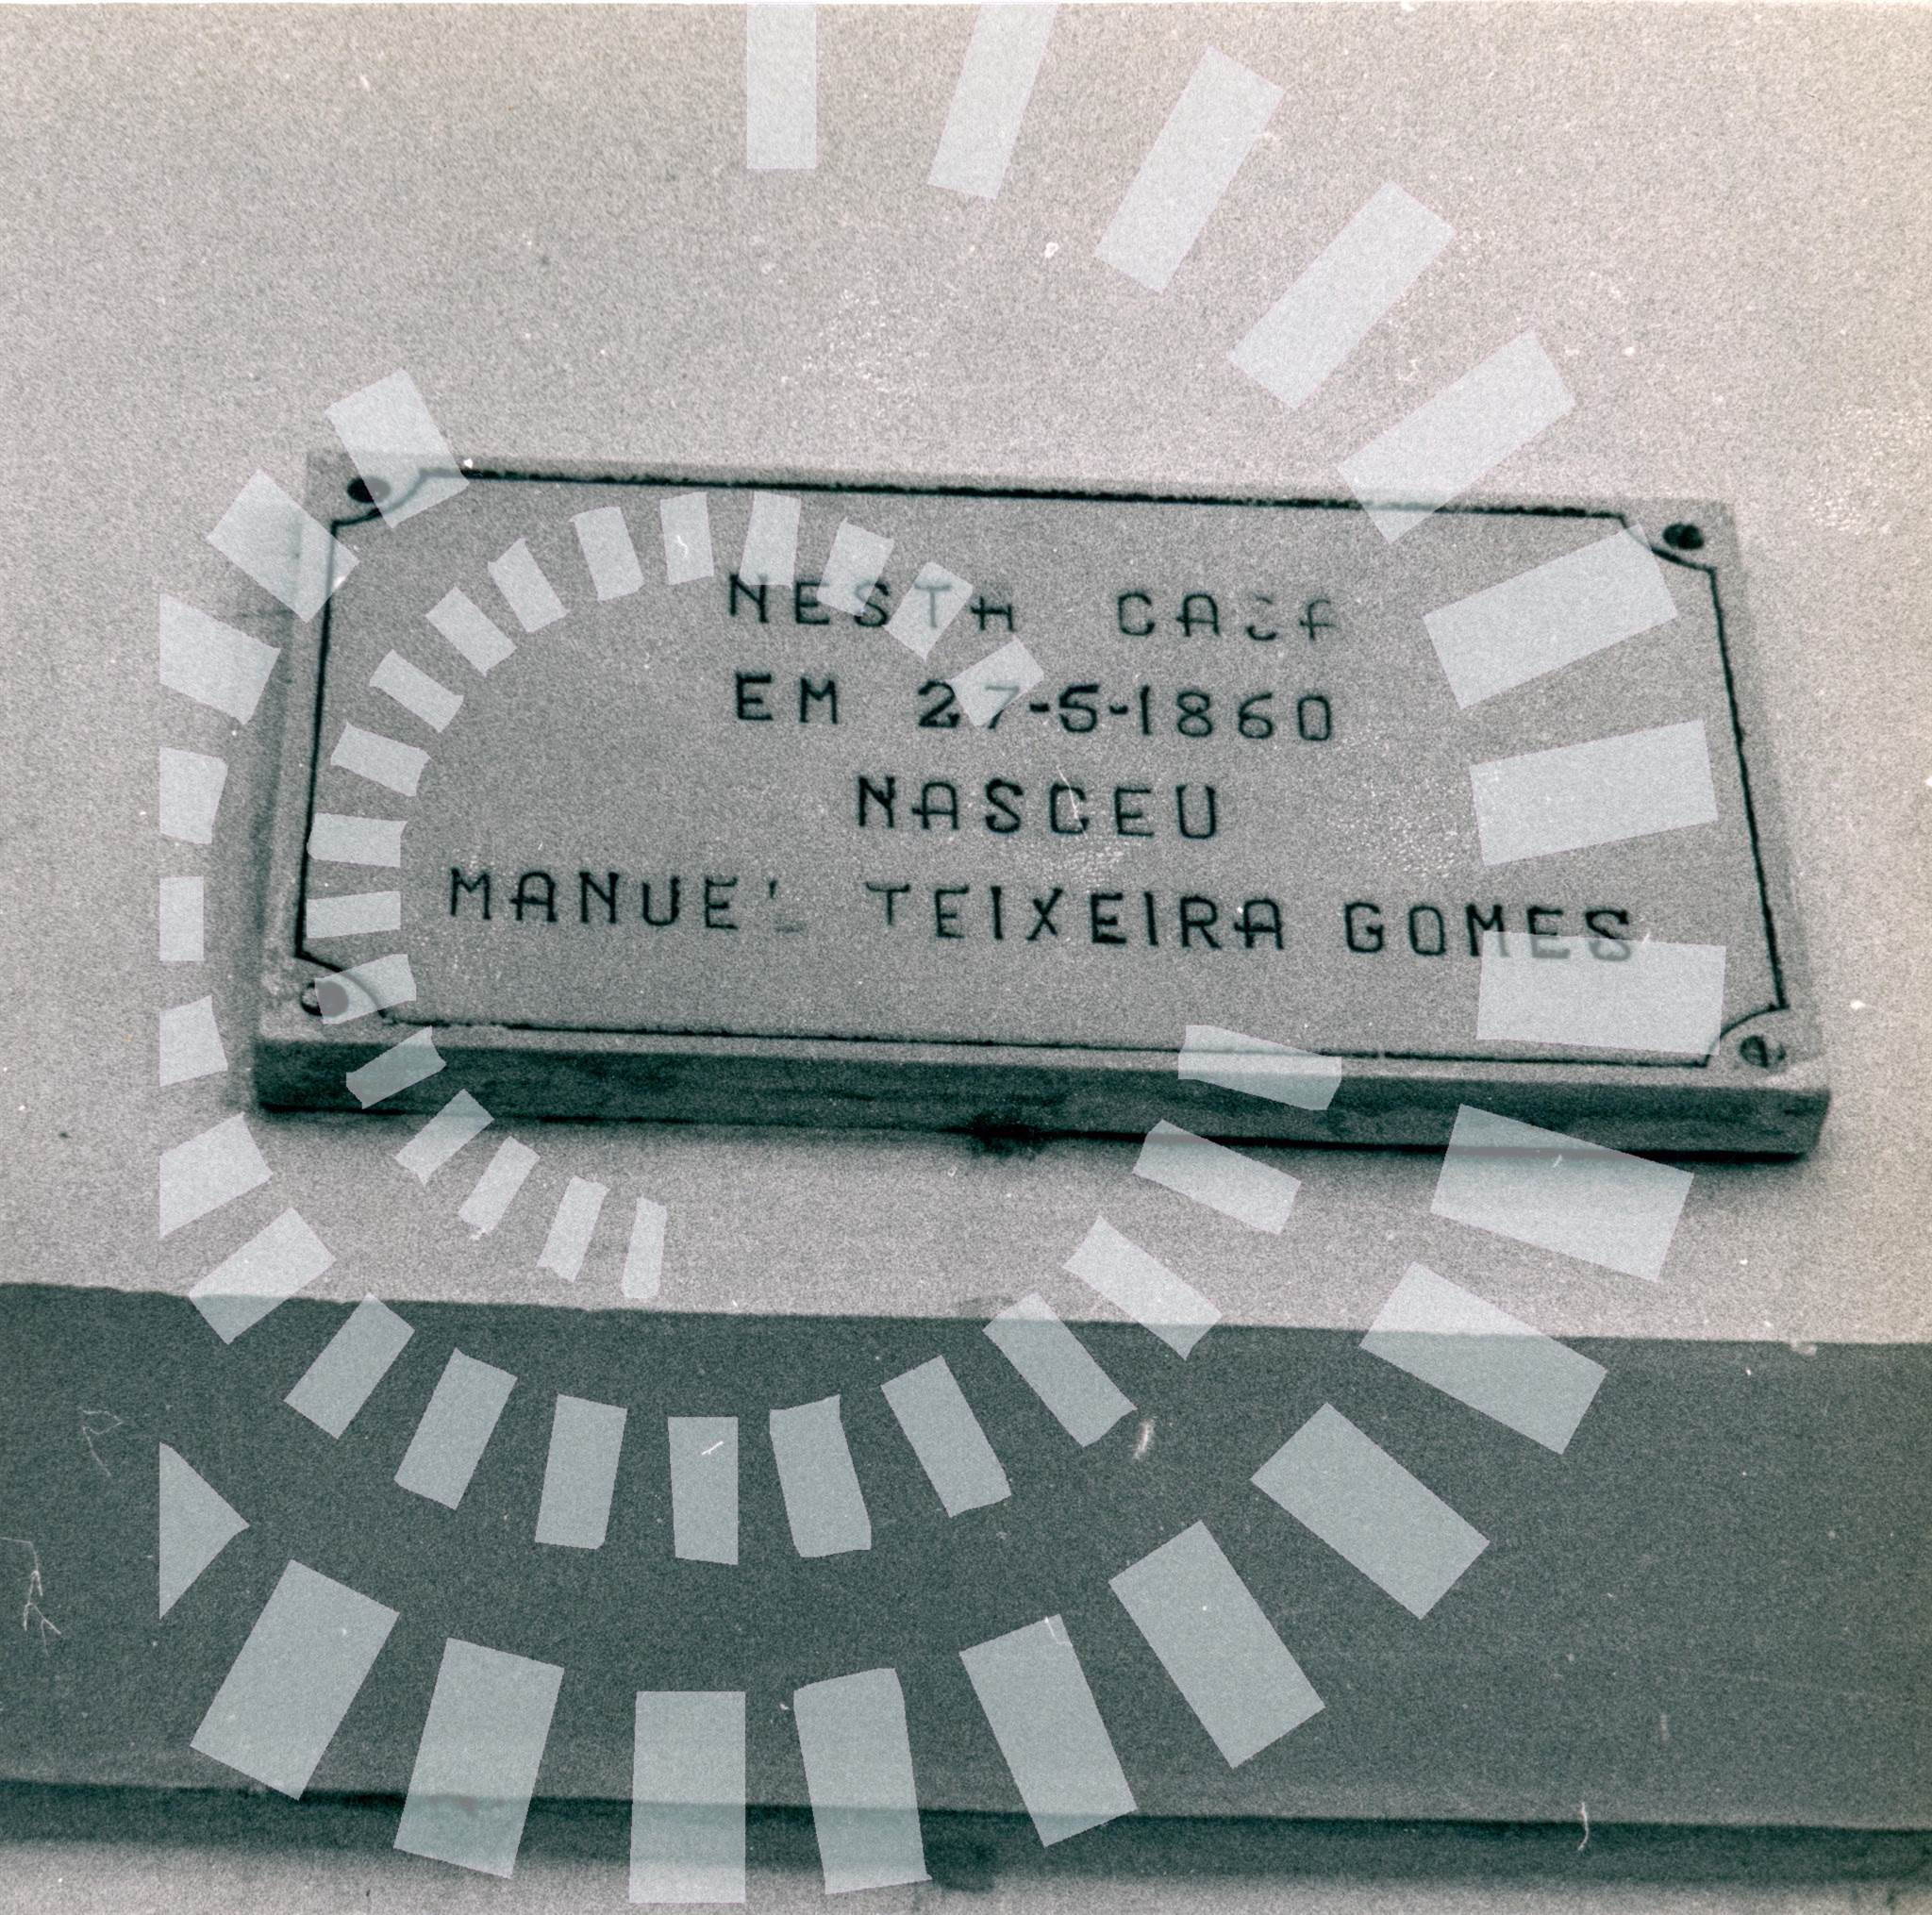 NESTA CASA
EM 27-5-1860
NASCEU
MANUEL TEIXEIRA GOMES